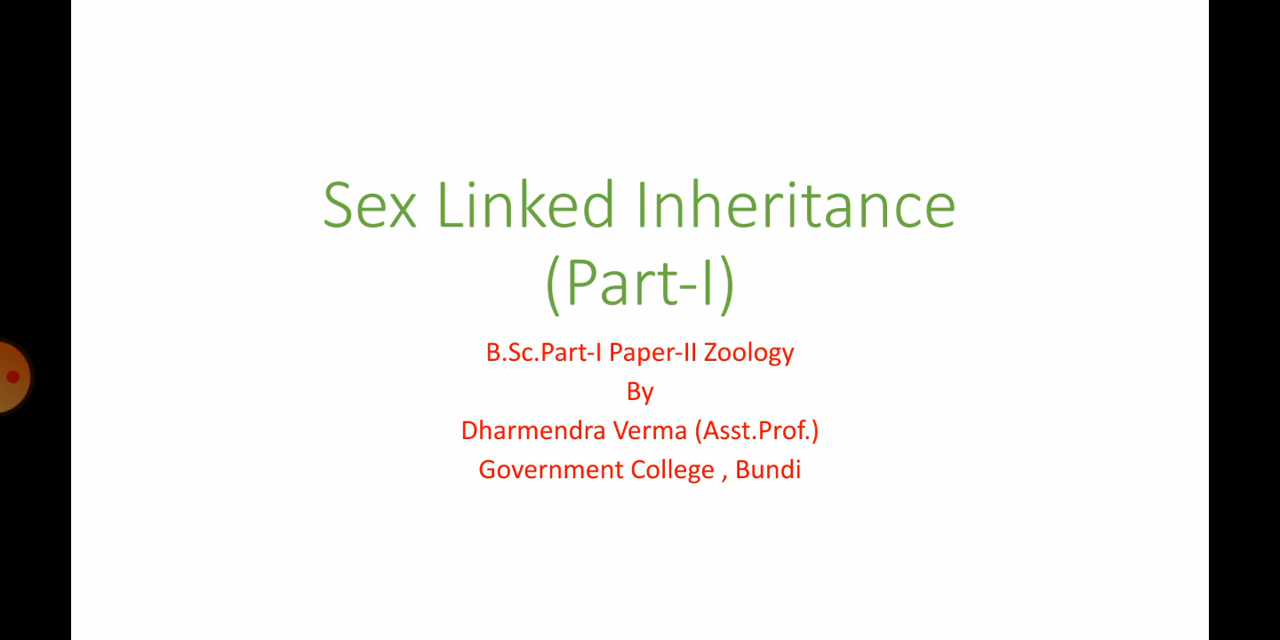 Sex Linked Inheritance
(Part-I)
B.Sc.Part-I Paper-II Zoology
By
Dharmendra Verma (Asst.Prof.)
Government College , Bundi